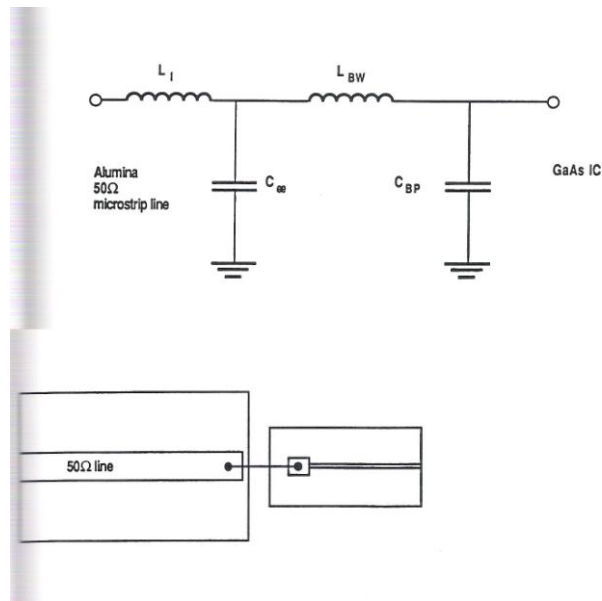 L I
L BW
Alumina
50Ω
microstrip line
C ee
C BP
GaAs IC
50Ω line